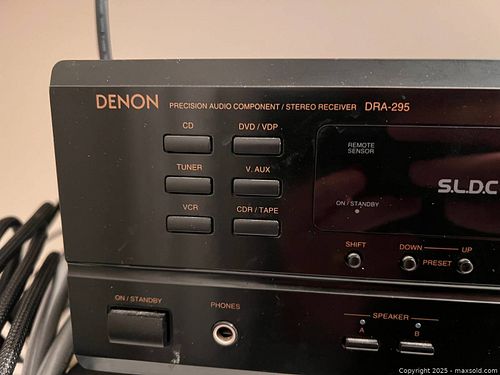 DENON PRECISION AUDIO COMPONENT / STEREO RECEIVER DRA-295
CD DVD / VDP
REMOTE
SENSOR
TUNER V. AUX
S.L.D.C
ON / STANDBY
VCR CDR / TAPE
SHIFT DOWN UP
PRESET
ON / STANDBY PHONES SPEAKER
A B
Copyright 2025 - maxsold.com